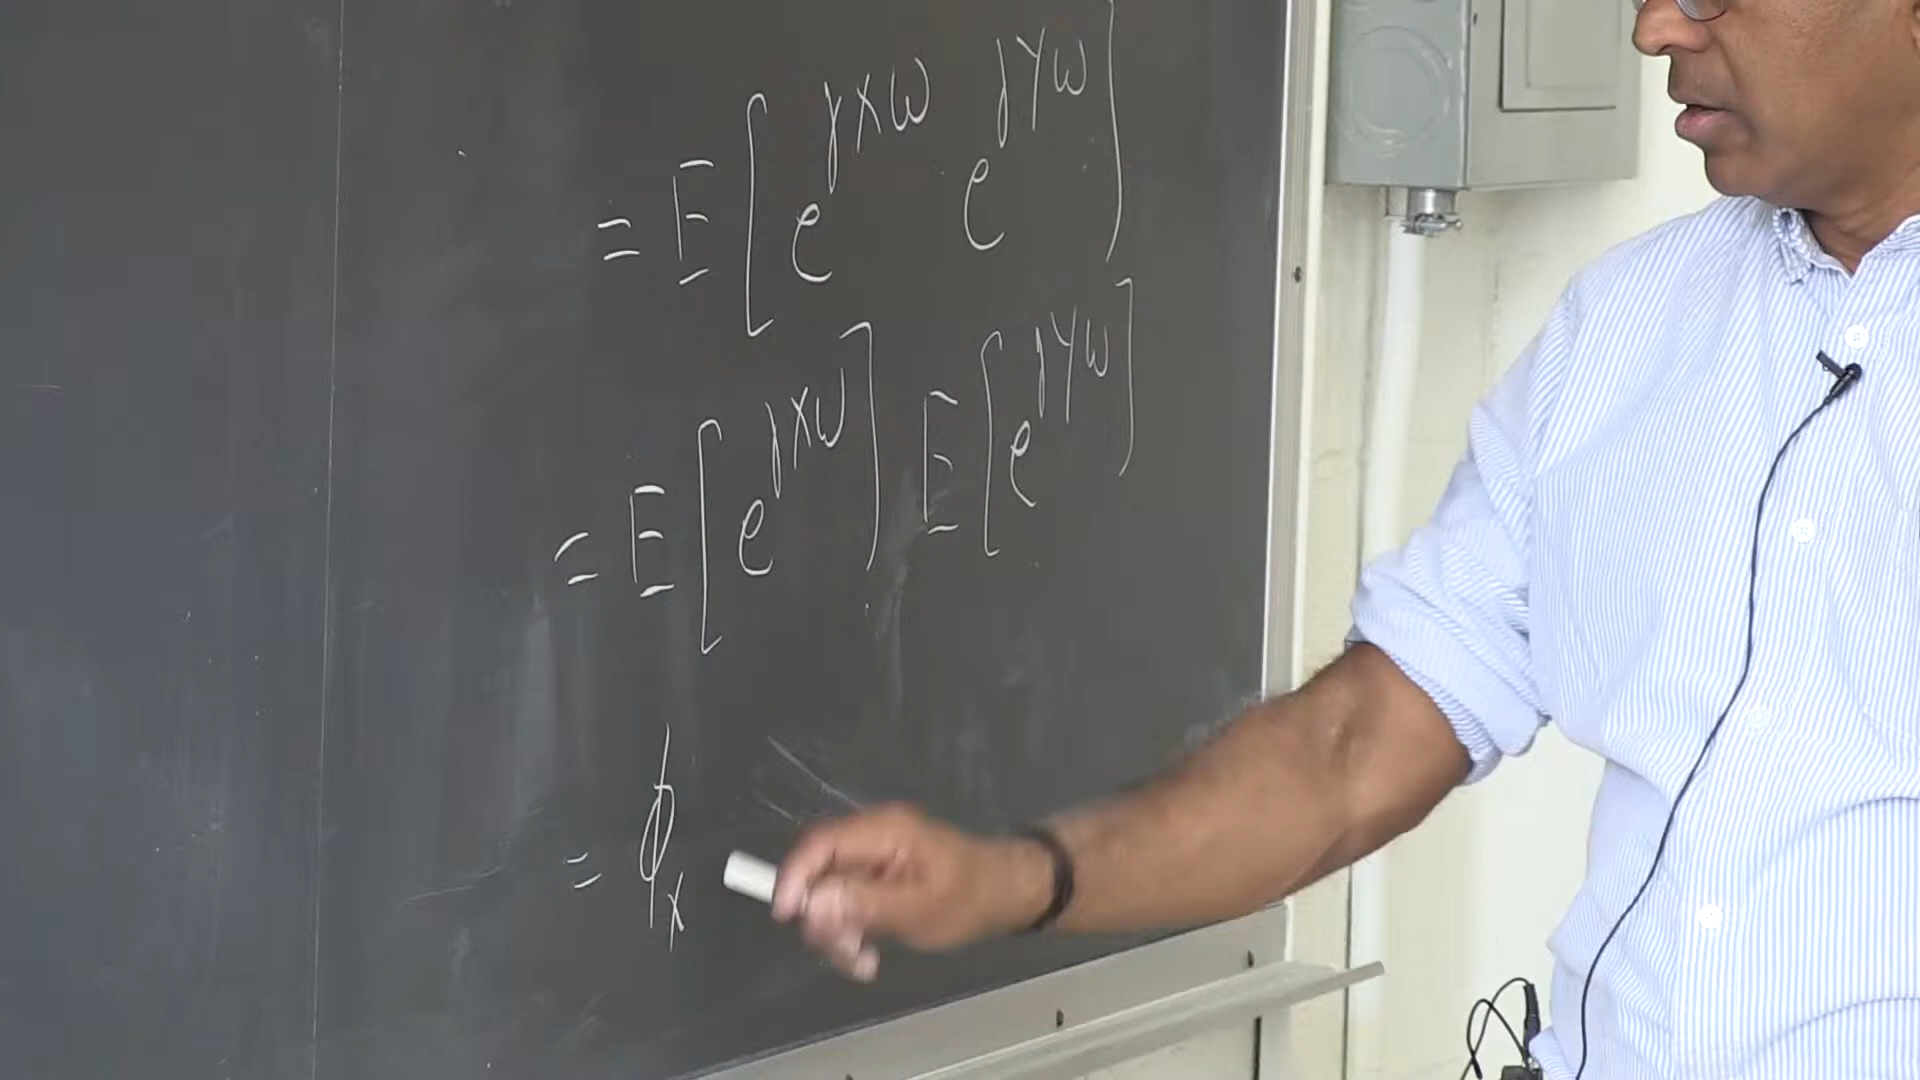 = E[e^{jXω} e^{jYω}]
= E[e^{jXω}] E[e^{jYω}]
= ϕ_X